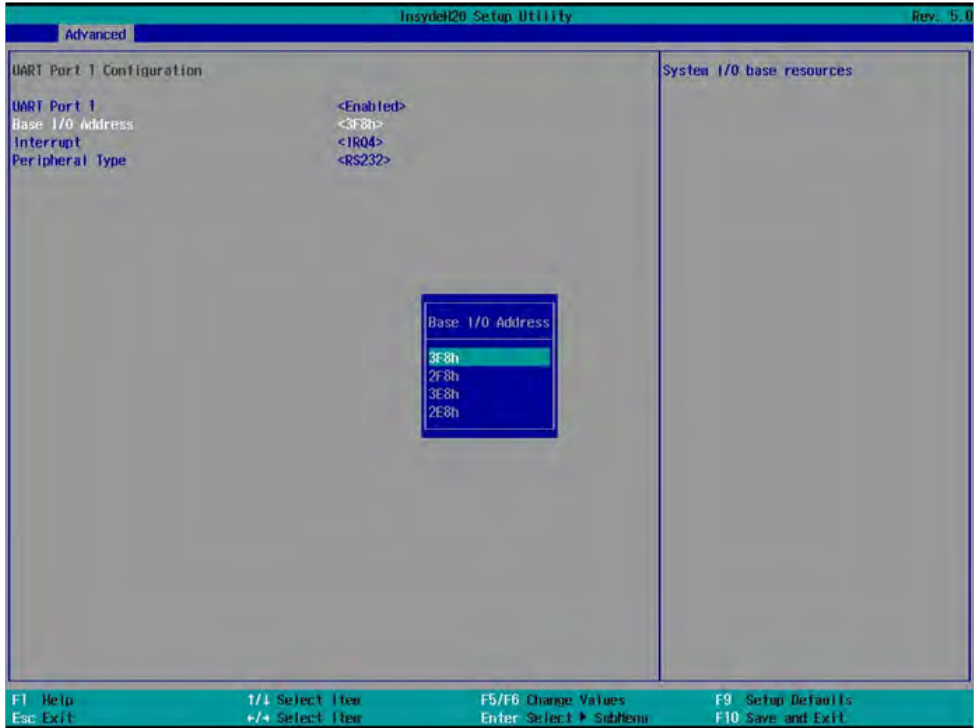 InsydeH20 Setup Utility Rev. 5.0
Advanced
UART Port 1 Configuration
System I/O base resources
UART Port 1 <Enabled>
Base I/O Address <3F8h>
Interrupt <IRQ4>
Peripheral Type <RS232>
Base I/O Address
3F8h
2F8h
3E8h
2E8h
F1 Help ↑/↓ Select Item F5/F6 Change Values F9 Setup Defaults
Esc Exit ←/→ Select Item Enter Select ▶ SubMenu F10 Save and Exit